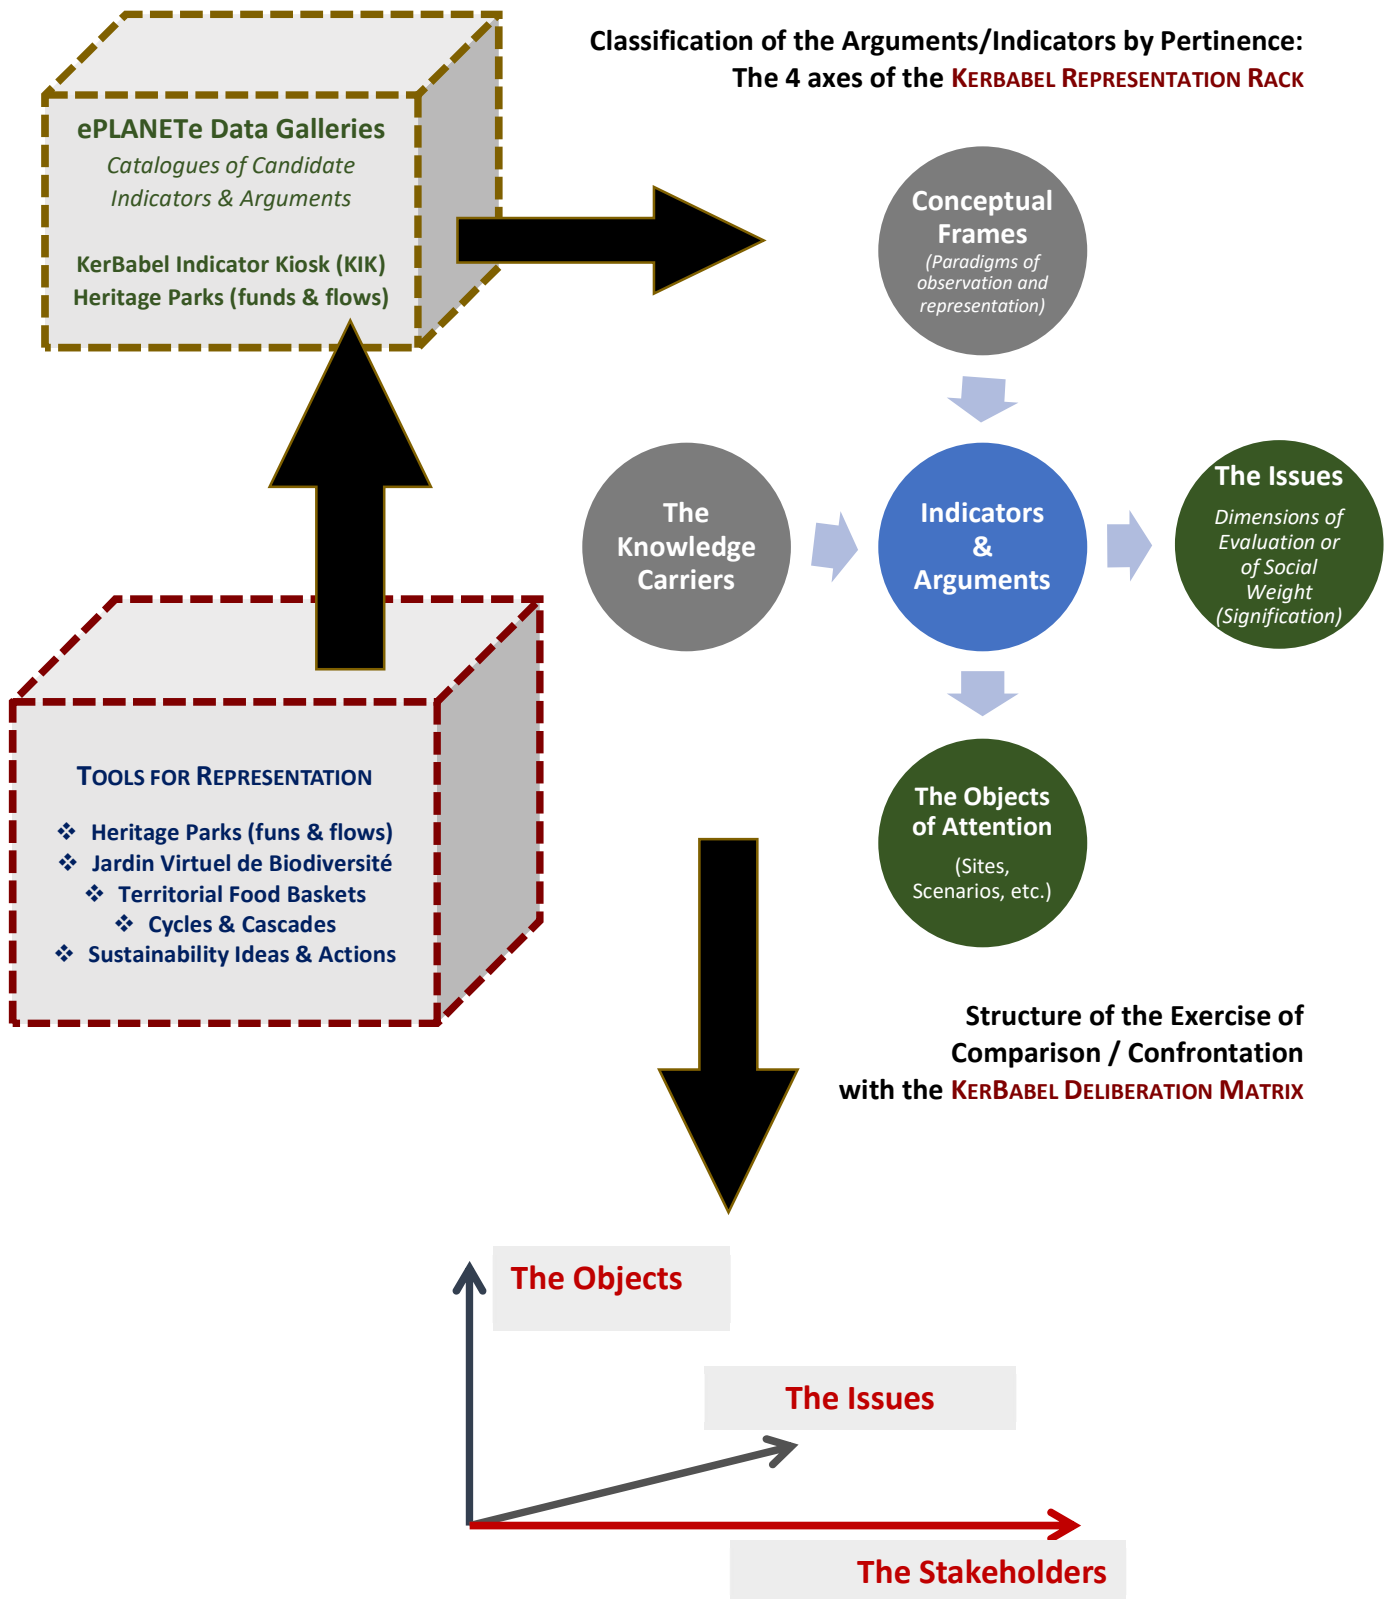 Classification of the Arguments/Indicators by Pertinence:
The 4 axes of the KERBABEL REPRESENTATION RACK
ePLANETe Data Galleries
Catalogues of Candidate
Indicators & Arguments
KerBabel Indicator Kiosk (KIK)
Heritage Parks (funds & flows)
Conceptual
Frames
(Paradigms of
observation and
representation)
The
Knowledge
Carriers
Indicators
&
Arguments
The Issues
Dimensions of
Evaluation or
of Social
Weight
(Signification)
The Objects
of Attention
(Sites,
Scenarios, etc.)
TOOLS FOR REPRESENTATION
❖ Heritage Parks (funs & flows)
❖ Jardin Virtuel de Biodiversité
❖ Territorial Food Baskets
❖ Cycles & Cascades
❖ Sustainability Ideas & Actions
Structure of the Exercise of
Comparison / Confrontation
with the KERBABEL DELIBERATION MATRIX
The Objects
The Issues
The Stakeholders